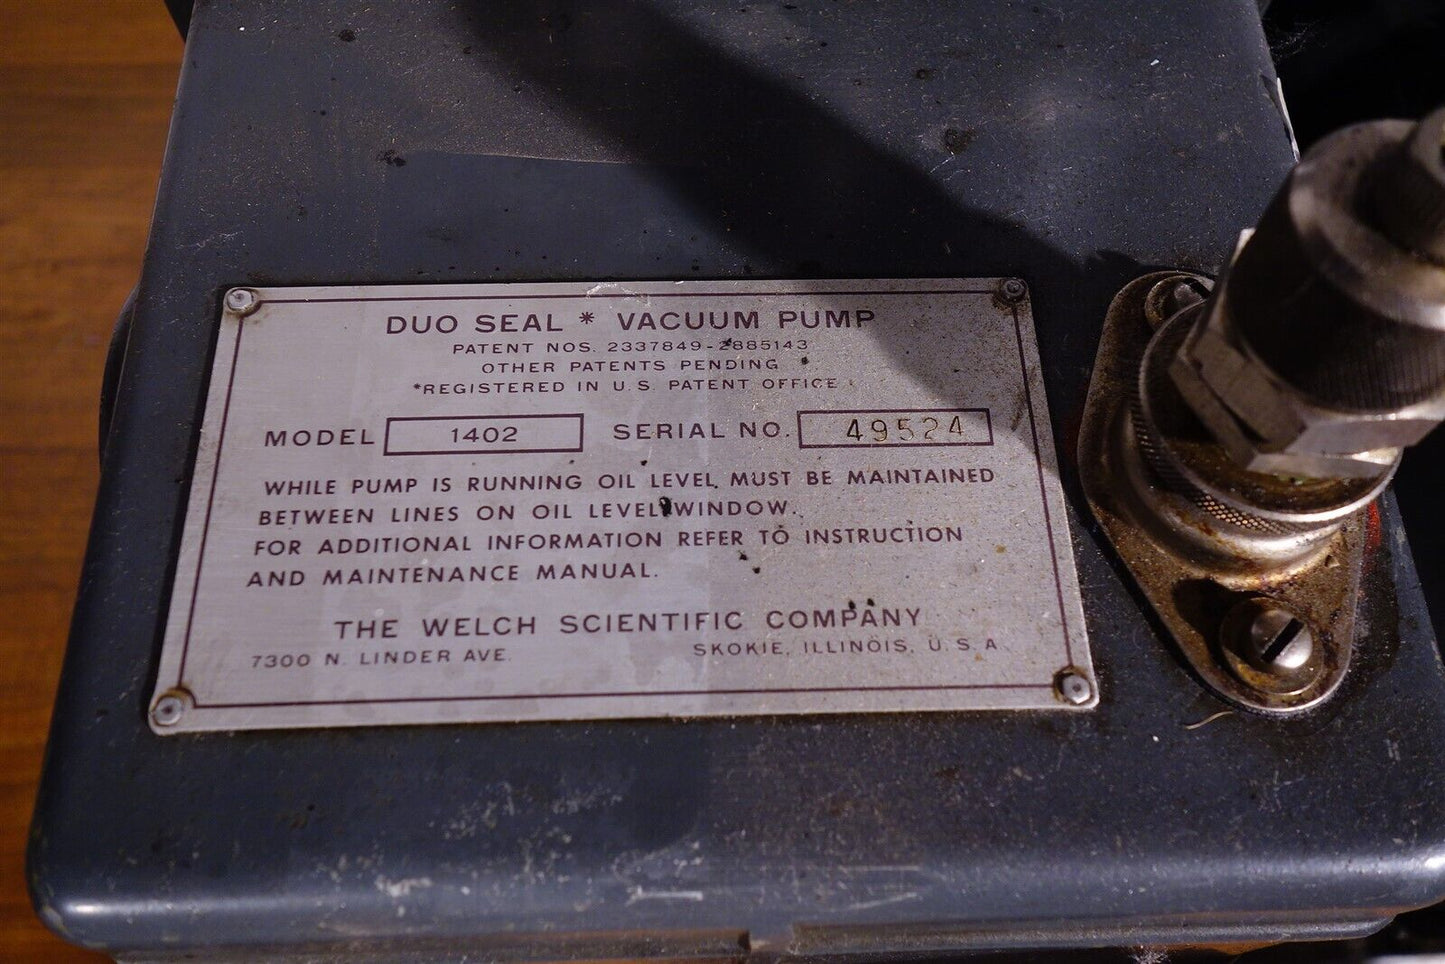 DUO SEAL * VACUUM PUMP
PATENT NOS. 2337849-2885143
OTHER PATENTS PENDING
*REGISTERED IN U.S. PATENT OFFICE
MODEL 1402 SERIAL NO. 49524
WHILE PUMP IS RUNNING OIL LEVEL MUST BE MAINTAINED
BETWEEN LINES ON OIL LEVEL WINDOW.
FOR ADDITIONAL INFORMATION REFER TO INSTRUCTION
AND MAINTENANCE MANUAL.
THE WELCH SCIENTIFIC COMPANY
7300 N. LINDER AVE. SKOKIE, ILLINOIS, U.S.A.